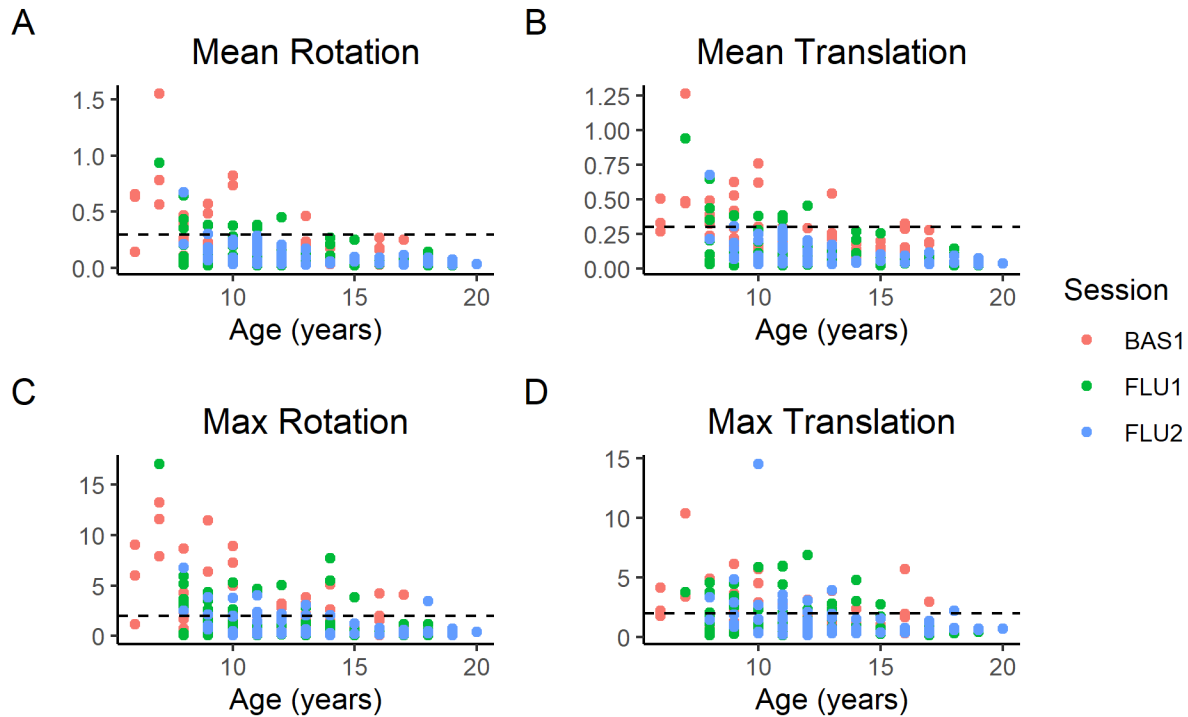 A
Mean Rotation
1.5
1.0
0.5
0.0
10 15 20
Age (years)
B
Mean Translation
1.25
1.00
0.75
0.50
0.25
0.00
10 15 20
Age (years)
C
Max Rotation
15
10
5
0
10 15 20
Age (years)
D
Max Translation
15
10
5
0
10 15 20
Age (years)
Session
BAS1
FLU1
FLU2